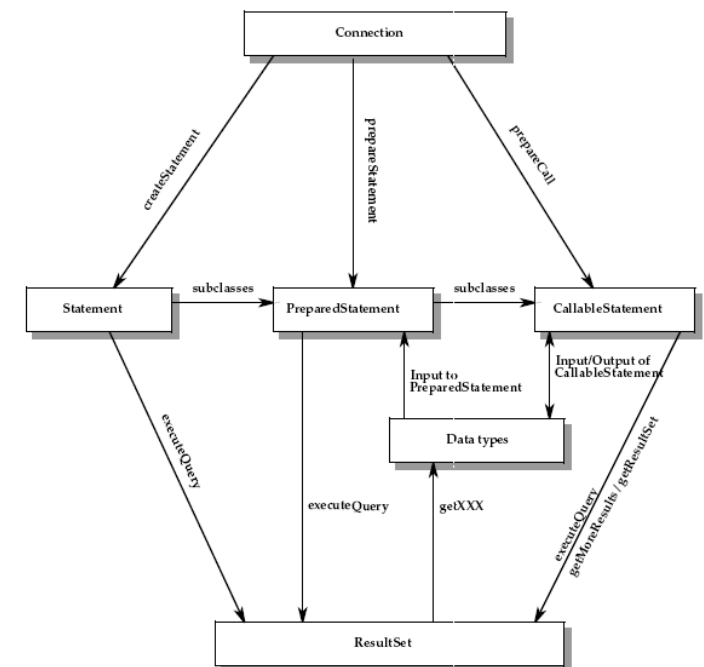 Connection
createStatement
prepareStatement
prepareCall
subclasses
subclasses
Statement
PreparedStatement
CallableStatement
Input to
PreparedStatement
Input/Output of
CallableStatement
Data types
executeQuery
executeQuery
getXXX
executeQuery
getMoreResults / getResultSet
ResultSet